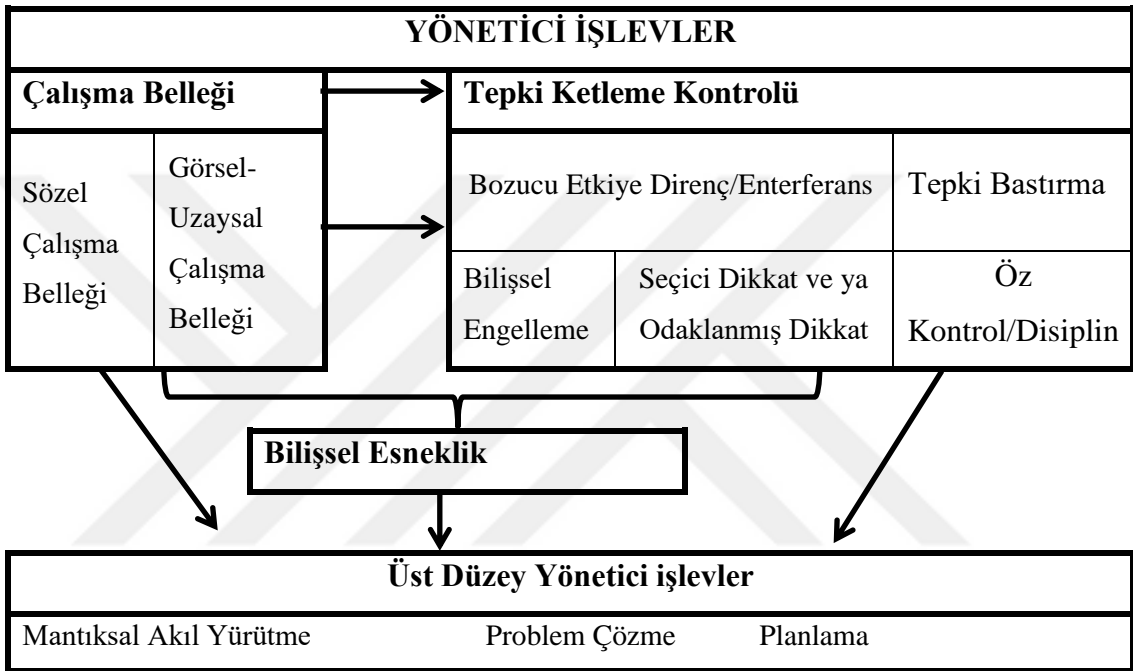 YÖNETİCİ İŞLEVLER
Çalışma Belleği
Tepki Ketleme Kontrolü
Sözel
Çalışma
Belleği
Görsel-
Uzaysal
Çalışma
Belleği
Bozucu Etkiye Direnç/Enterferans
Tepki Bastırma
Bilişsel
Engelleme
Seçici Dikkat ve ya
Odaklanmış Dikkat
Öz
Kontrol/Disiplin
Bilişsel Esneklik
Üst Düzey Yönetici işlevler
Mantıksal Akıl Yürütme Problem Çözme Planlama